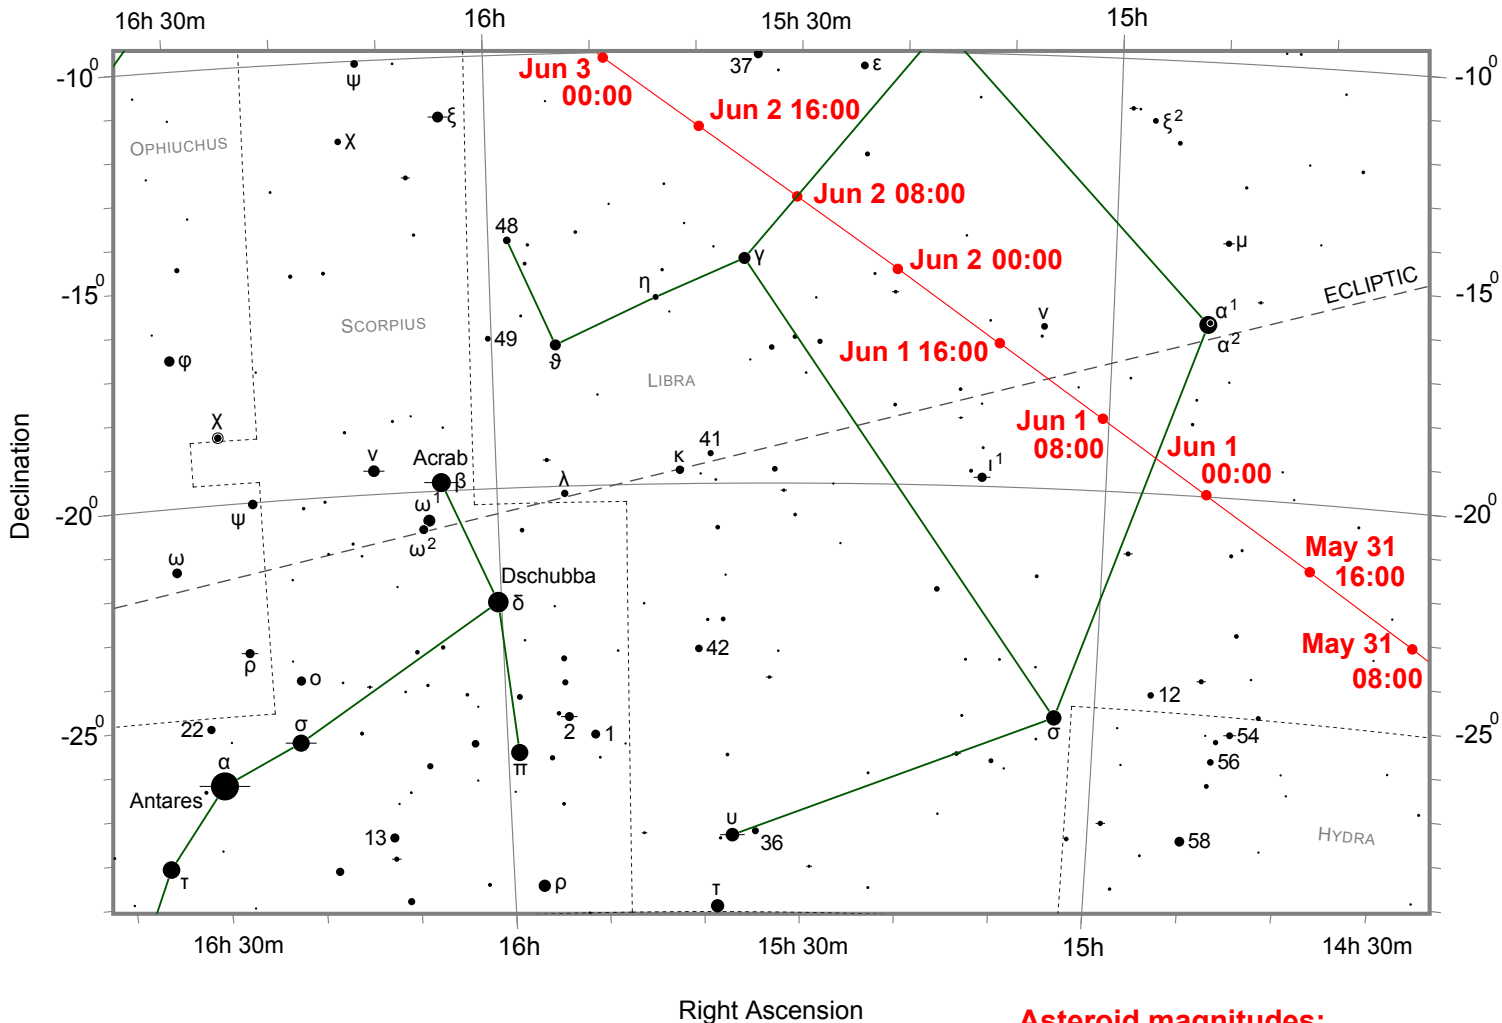 16h 30m
16h
15h 30m
15h
-10⁰
-10⁰
Jun 3
00:00
37
ε
ψ
Jun 2 16:00
ξ
ξ²
OPHIUCHUS
χ
Jun 2 08:00
48
γ
μ
Jun 2 00:00
η
-15⁰
-15⁰
ECLIPTIC
α¹
α²
ν
SCORPIUS
49
ϑ
Jun 1 16:00
φ
LIBRA
χ
Jun 1
08:00
41
Jun 1
00:00
ν
Acrab
β
κ
λ
ι¹
ω¹
ω²
ψ
-20⁰
-20⁰
ω
May 31
16:00
Dschubba
δ
ρ
42
May 31
08:00
ο
12
22
σ
2
1
σ
54
-25⁰
-25⁰
α
π
56
Antares
υ
36
13
58
HYDRA
τ
ρ
τ
16h 30m
16h
15h 30m
15h
14h 30m
Declination
Right Ascension
Asteroid magnitudes: